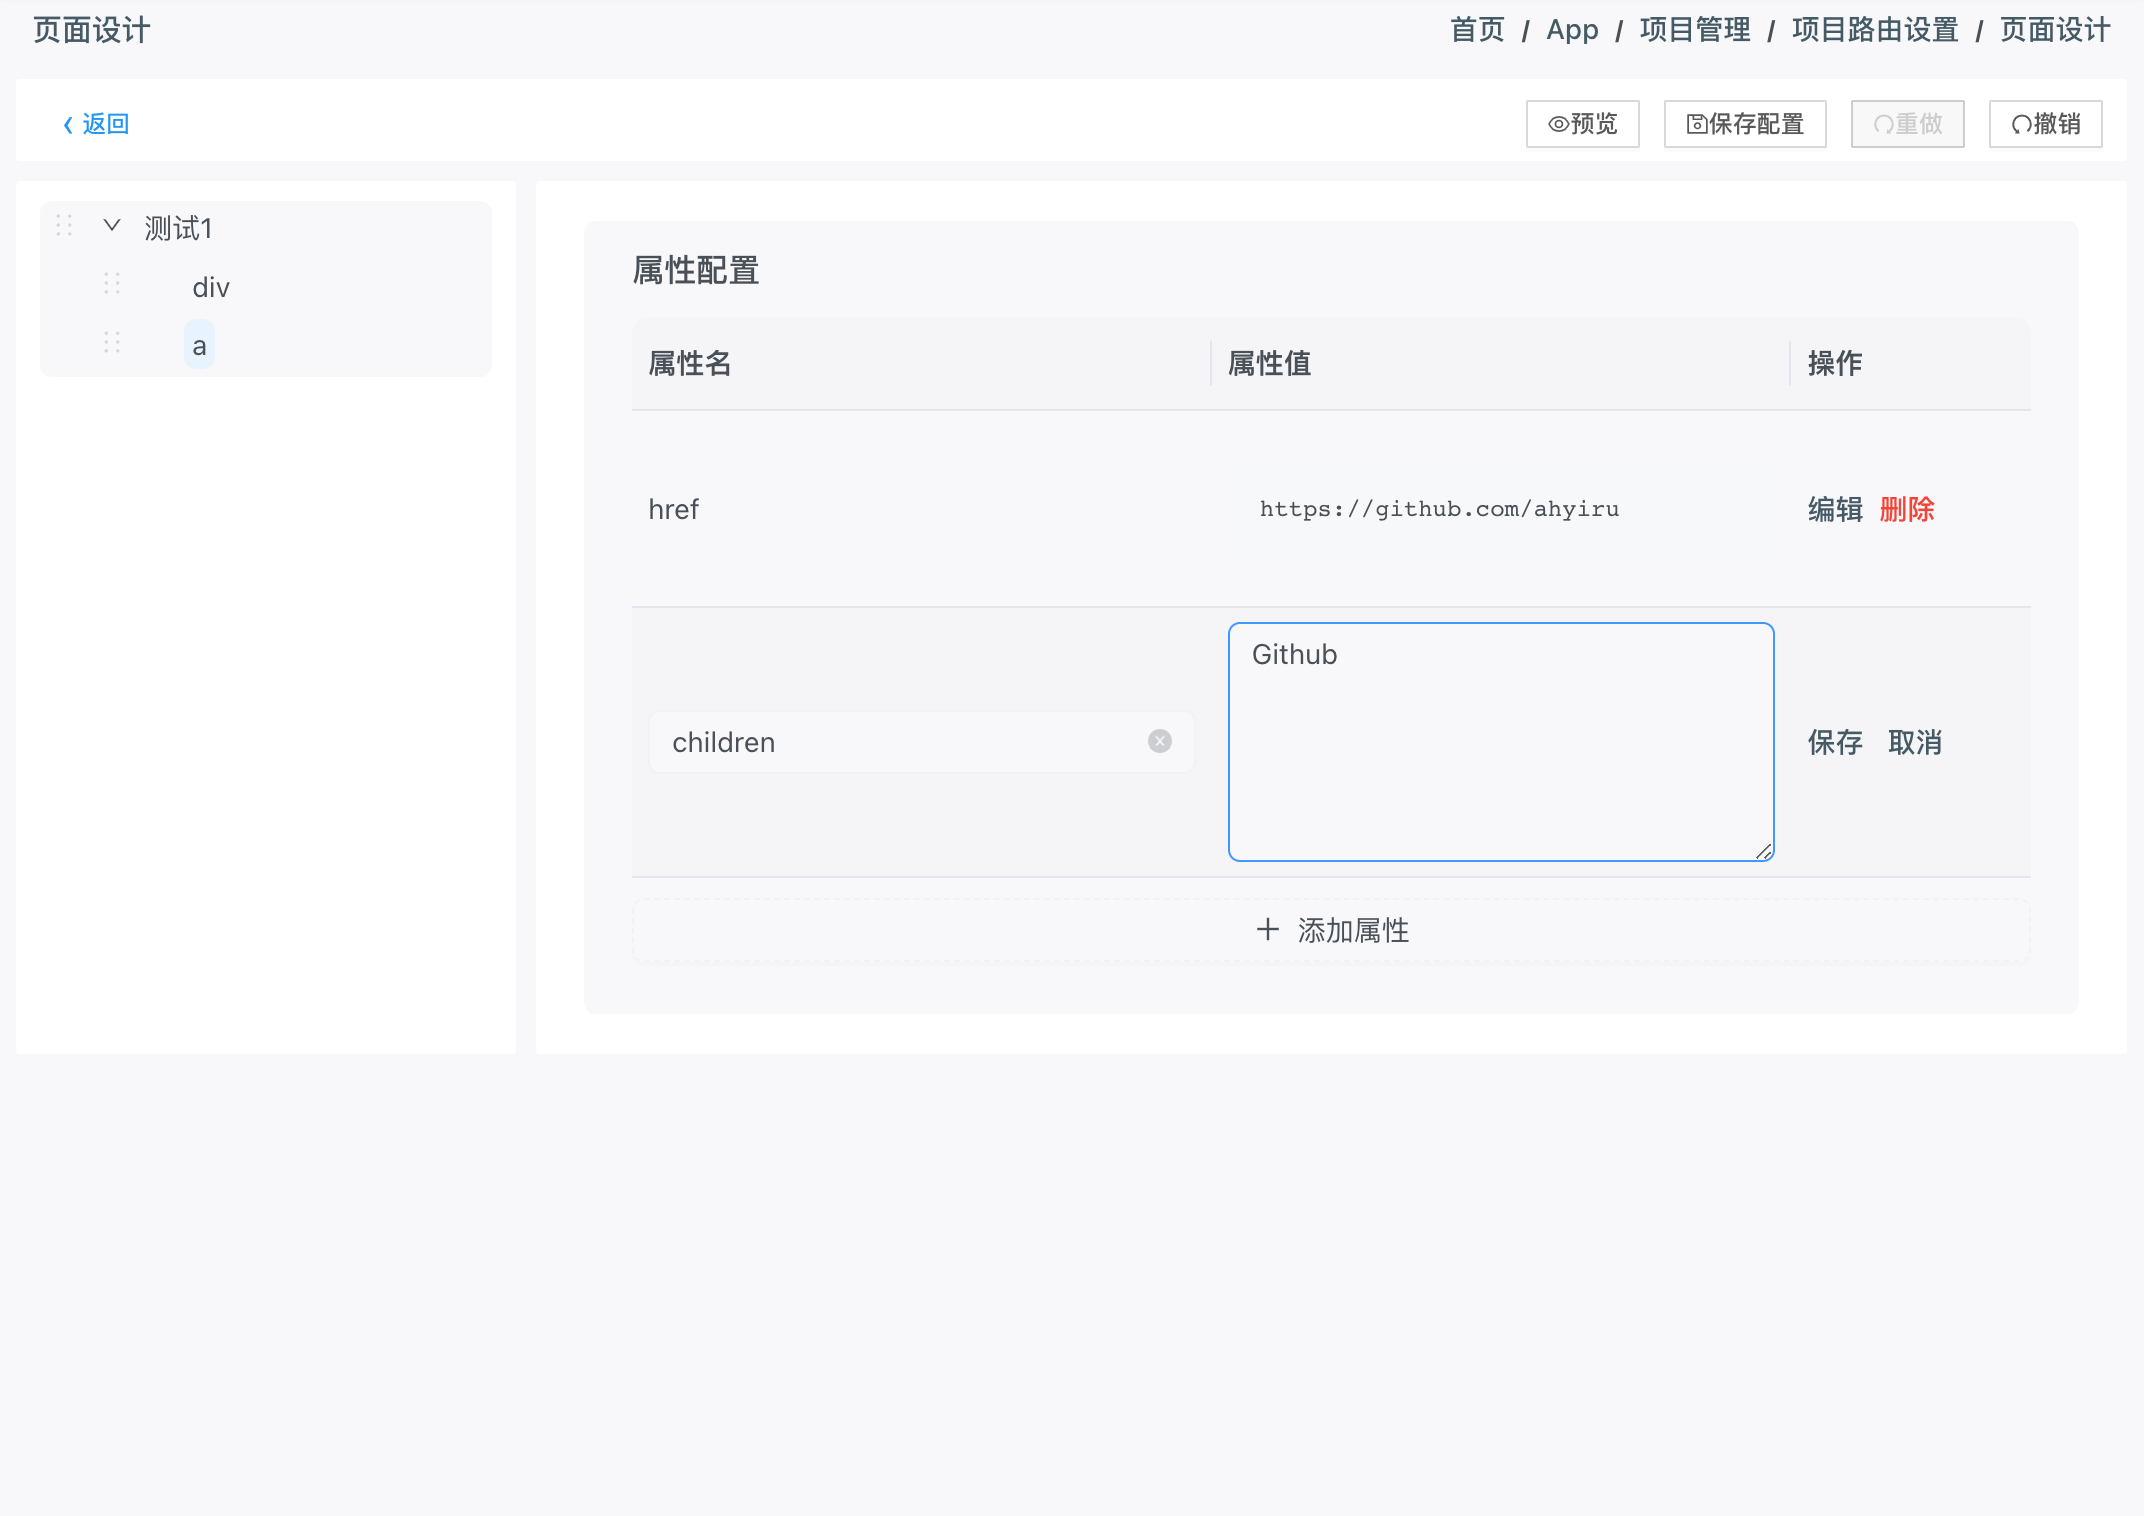 页面设计
首页 / App / 项目管理 / 项目路由设置 / 页面设计
返回
预览 保存配置 重做 撤销
测试1
div
a
属性配置
属性名 属性值 操作
href https://github.com/ahyiru 编辑 删除
Github
children 保存 取消
添加属性